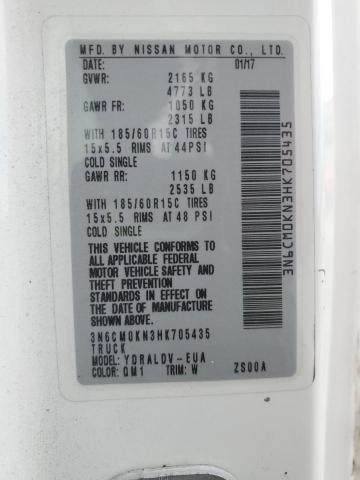 MFD. BY NISSAN MOTOR CO., LTD.
DATE: 01/17
GVWR: 2165 KG
4773 LB
GAWR FR: 1050 KG
2315 LB
WITH 185/60R15C TIRES
15x5.5 RIMS AT 44PSI
COLD SINGLE
GAWR RR: 1150 KG
2535 LB
WITH 185/60R15C TIRES
15x5.5 RIMS AT 48 PSI
COLD SINGLE
THIS VEHICLE CONFORMS TO
ALL APPLICABLE FEDERAL
MOTOR VEHICLE SAFETY AND
THEFT PREVENTION
STANDARDS IN EFFECT ON
THE DATE OF MANUFACTURE
SHOWN ABOVE.
3N6CM0KN3HK705435
TRUCK
MODEL: YDRALDV-EUA
COLOR: QM1 TRIM: W ZS00A
3N6CM0KN3HK705435